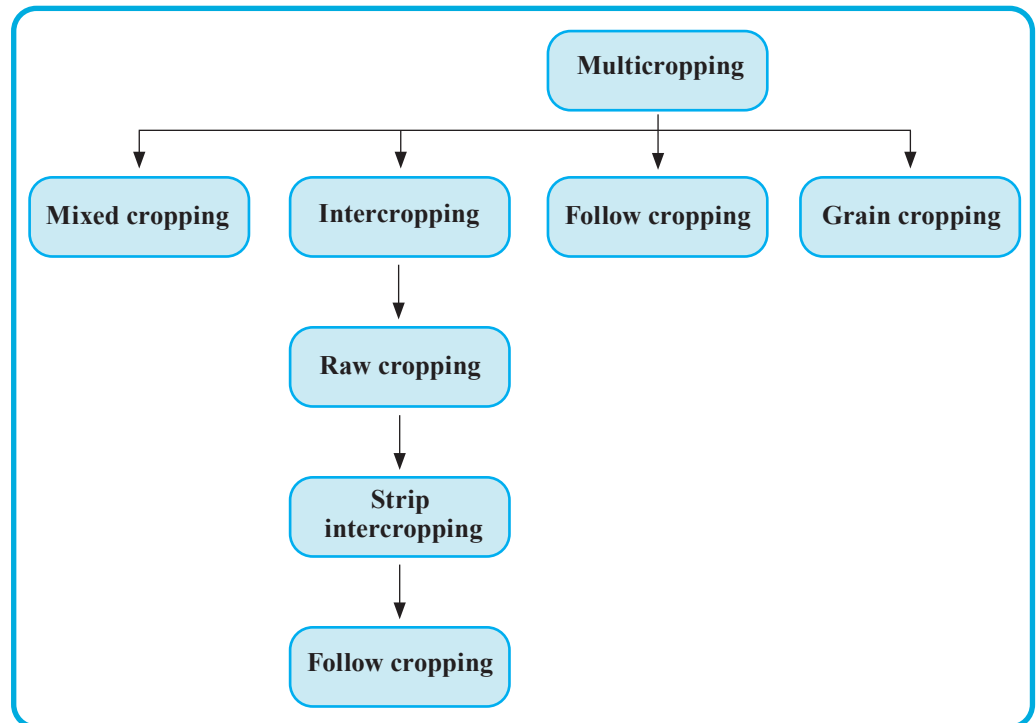 Multicropping
Mixed cropping
Intercropping
Follow cropping
Grain cropping
Raw cropping
Strip
intercropping
Follow cropping